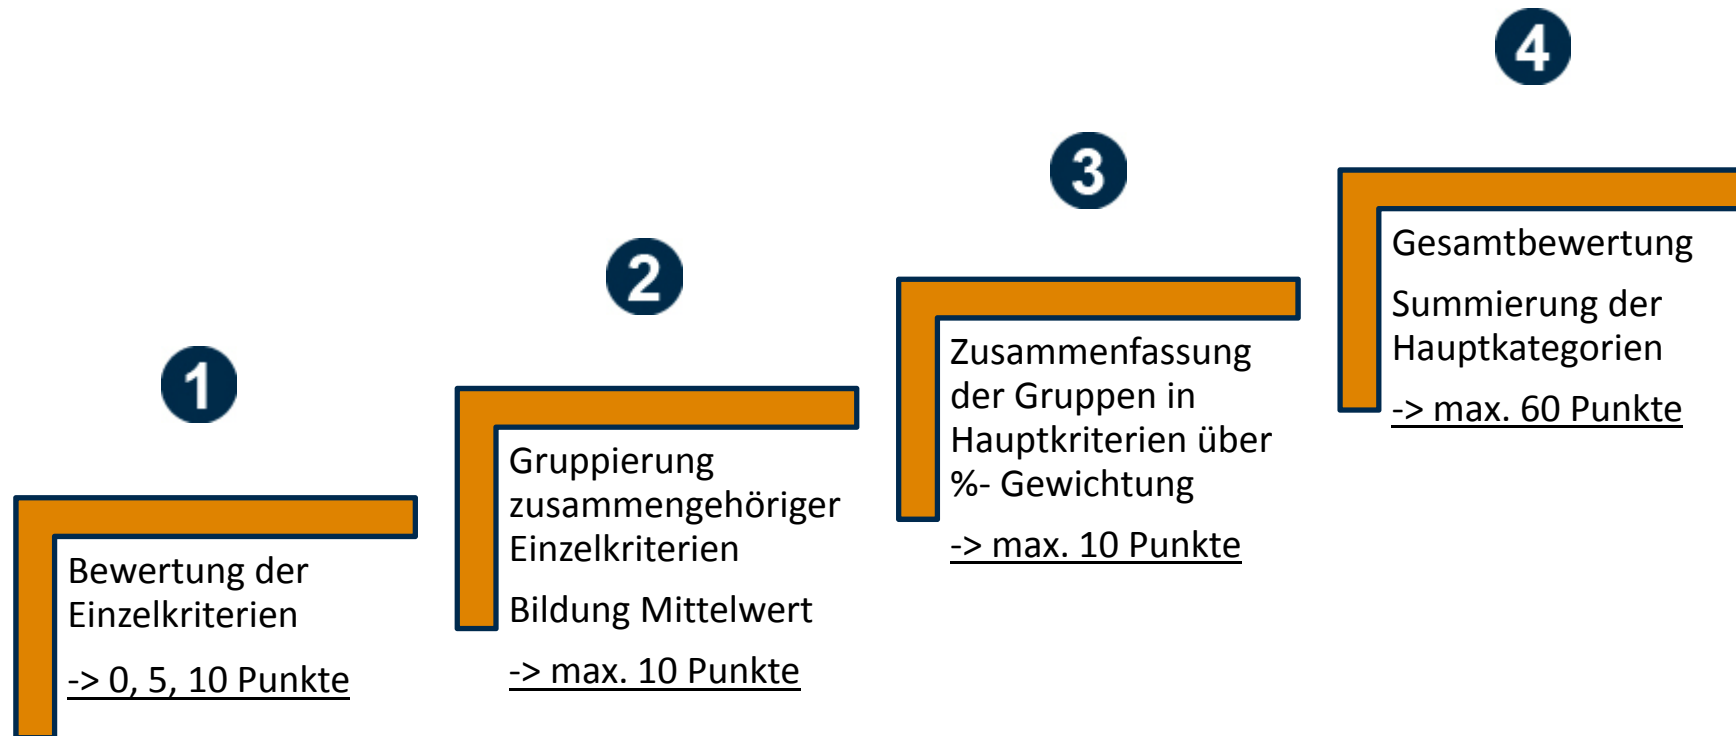 1
Bewertung der
Einzelkriterien
-> 0, 5, 10 Punkte
2
Gruppierung
zusammengehöriger
Einzelkriterien
Bildung Mittelwert
-> max. 10 Punkte
3
Zusammenfassung
der Gruppen in
Hauptkriterien über
%- Gewichtung
-> max. 10 Punkte
4
Gesamtbewertung
Summierung der
Hauptkategorien
-> max. 60 Punkte